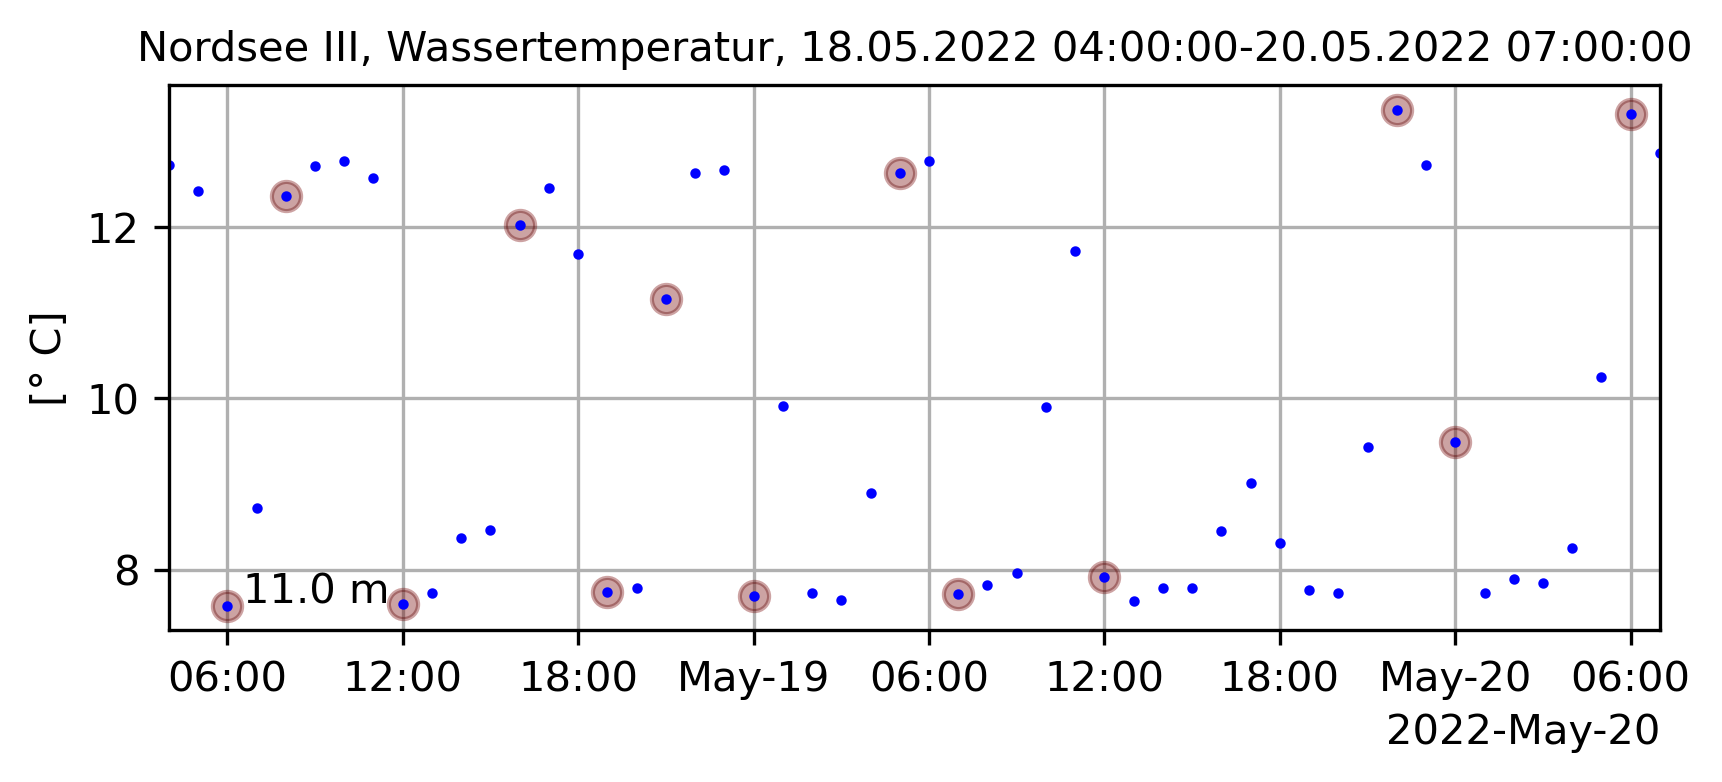 Nordsee III, Wassertemperatur, 18.05.2022 04:00:00-20.05.2022 07:00:00
[° C]
12
10
8
11.0 m
06:00 12:00 18:00 May-19 06:00 12:00 18:00 May-20 06:00
2022-May-20